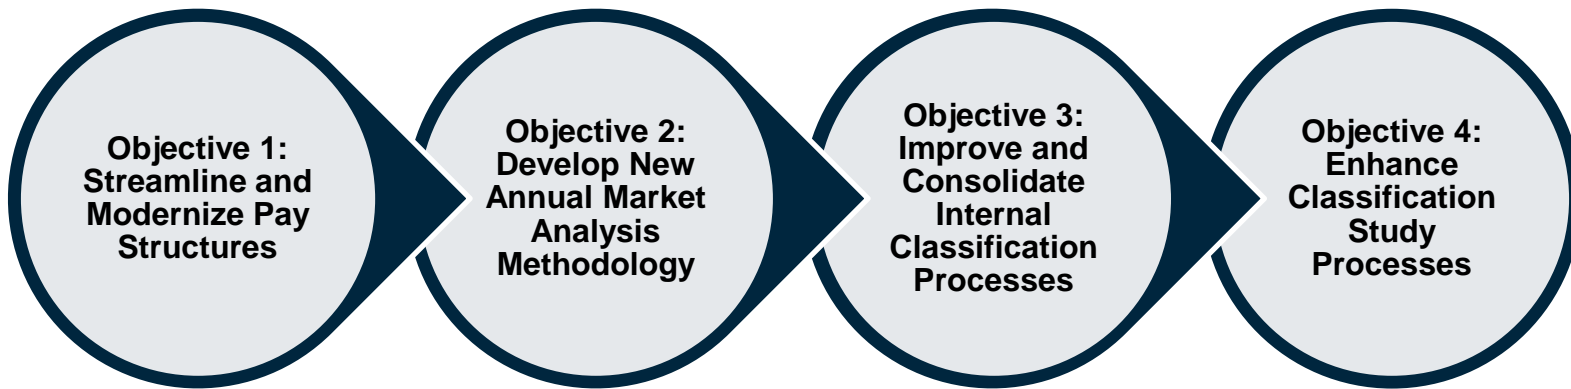 Objective 1:
Streamline and
Modernize Pay
Structures
Objective 2:
Develop New
Annual Market
Analysis
Methodology
Objective 3:
Improve and
Consolidate
Internal
Classification
Processes
Objective 4:
Enhance
Classification
Study
Processes